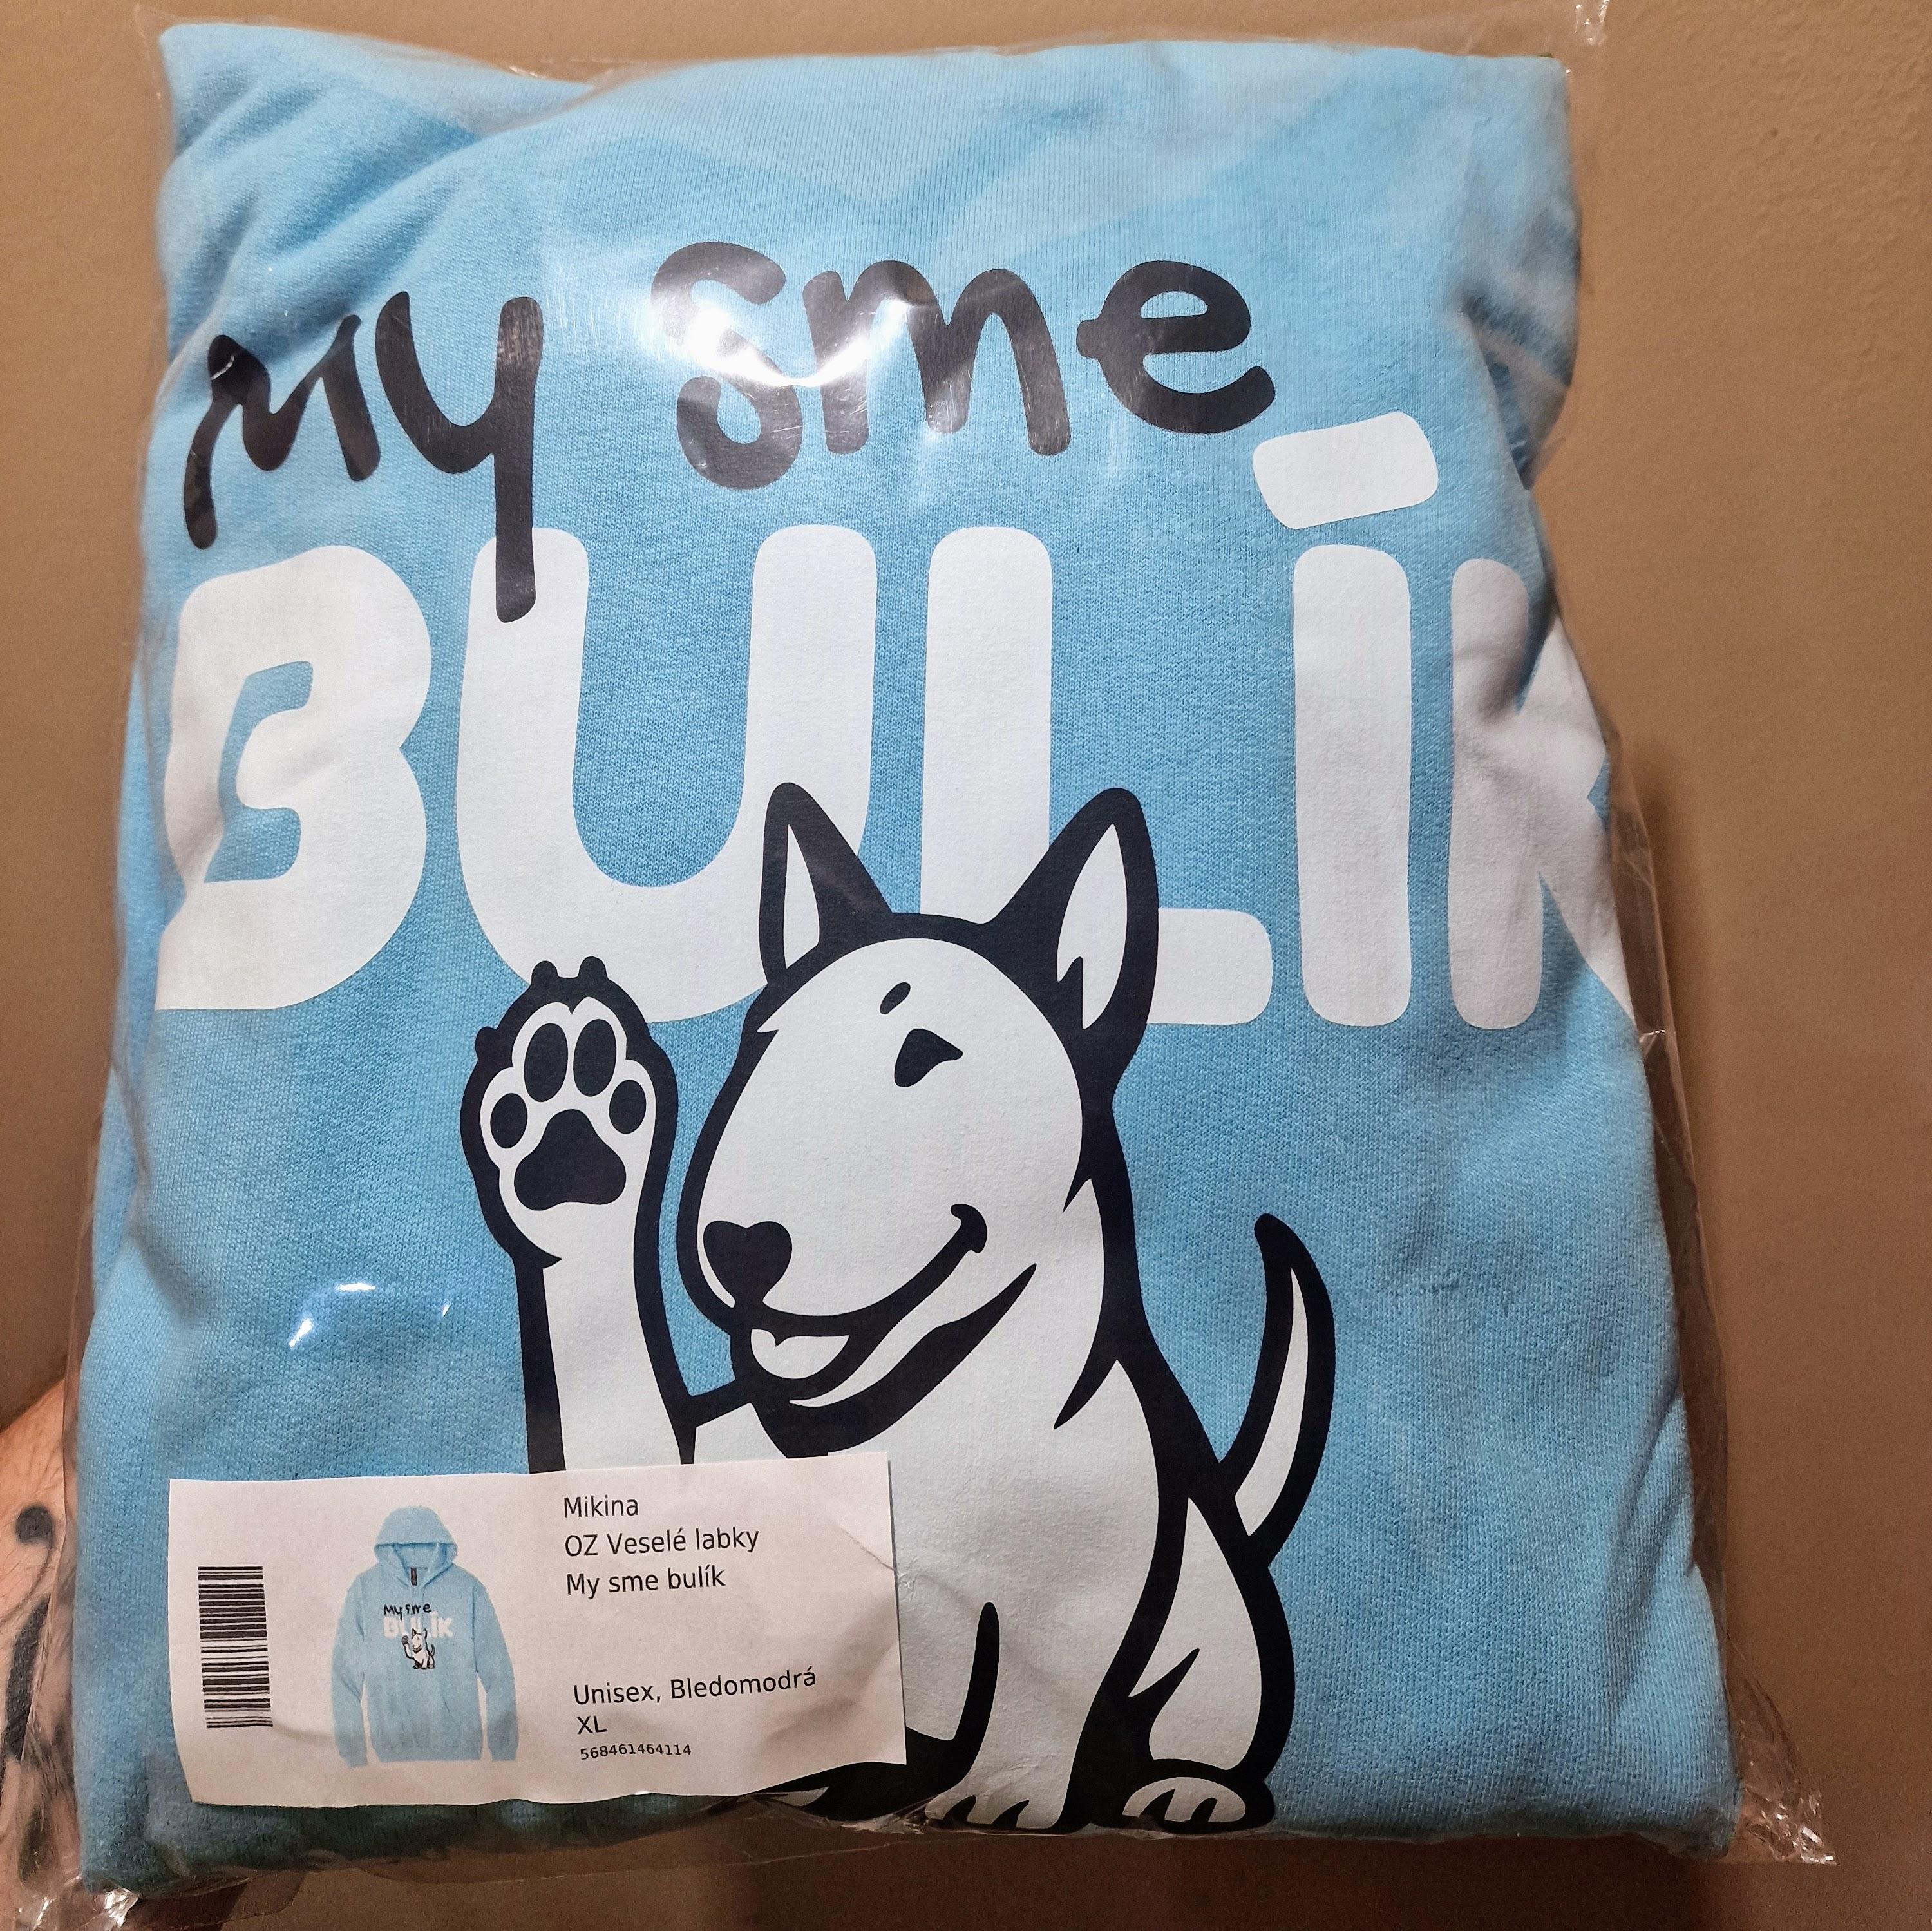 My sme
BULÍK
Mikina
OZ Veselé labky
My sme bulík
My sme
BULÍK
Unisex, Bledomodrá
XL
568461464114